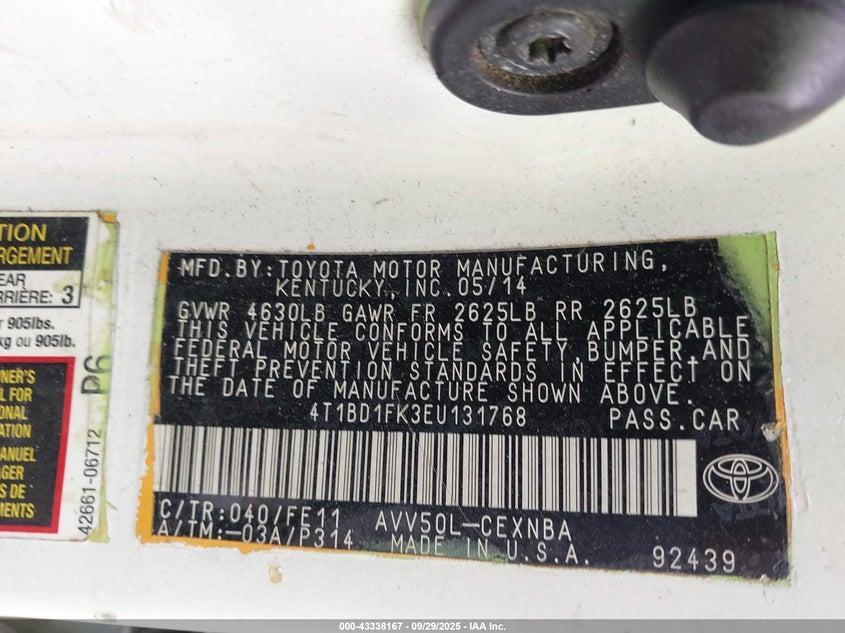 TION
RGEMENT
EAR
ARRIÈRE: 3
r 905lbs.
kg ou 905lb.
NER'S
L FOR
ONAL
ATION
ANUEL
AGER
S DE
EMENTS
42661-06712 P6
MFD.BY:TOYOTA MOTOR MANUFACTURING,
KENTUCKY,INC.05/14
GVWR 4630LB GAWR FR 2625LB RR 2625LB
THIS VEHICLE CONFORMS TO ALL APPLICABLE
FEDERAL MOTOR VEHICLE SAFETY,BUMPER,AND
THEFT PREVENTION STANDARDS IN EFFECT ON
THE DATE OF MANUFACTURE SHOWN ABOVE.
4T1BD1FK3EU131768 PASS.CAR
C/TR:040/FE11 AVV50L-CEXNBA
A/TM:-03A/P314 MADE IN U.S.A. 92439
000-43338167 - 09/29/2025 - IAA Inc.